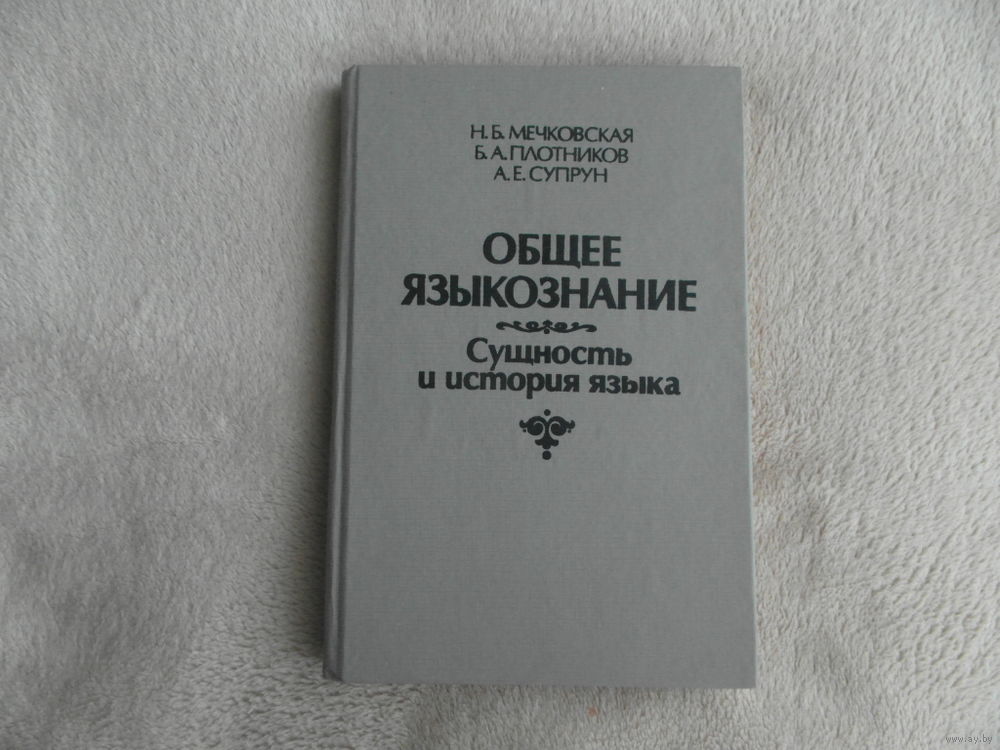 Н.Б. МЕЧКОВСКАЯ
Б.А. ПЛОТНИКОВ
А.Е. СУПРУН
ОБЩЕЕ
ЯЗЫКОЗНАНИЕ
Сущность
и история языка
www.ay.by